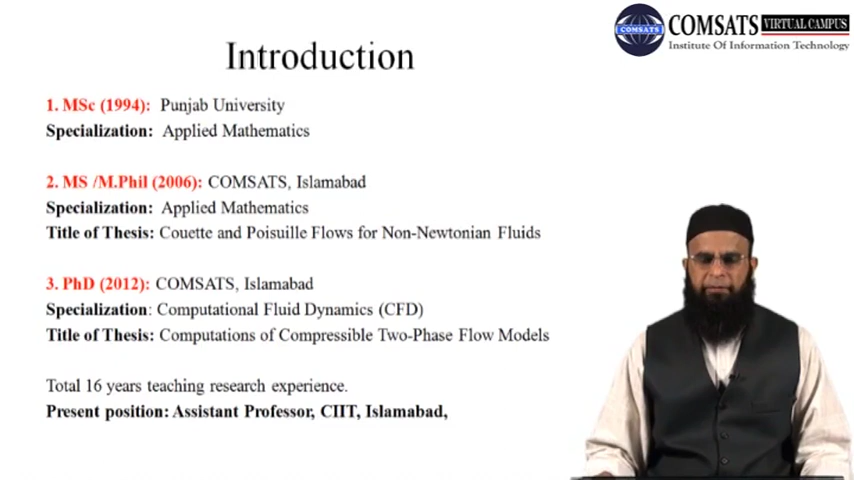 COMSATS
COMSATS VIRTUAL CAMPUS
Institute Of Information Technology
Introduction
1. MSc (1994): Punjab University
Specialization: Applied Mathematics
2. MS /M.Phil (2006): COMSATS, Islamabad
Specialization: Applied Mathematics
Title of Thesis: Couette and Poisuille Flows for Non-Newtonian Fluids
3. PhD (2012): COMSATS, Islamabad
Specialization: Computational Fluid Dynamics (CFD)
Title of Thesis: Computations of Compressible Two-Phase Flow Models
Total 16 years teaching research experience.
Present position: Assistant Professor, CIIT, Islamabad,